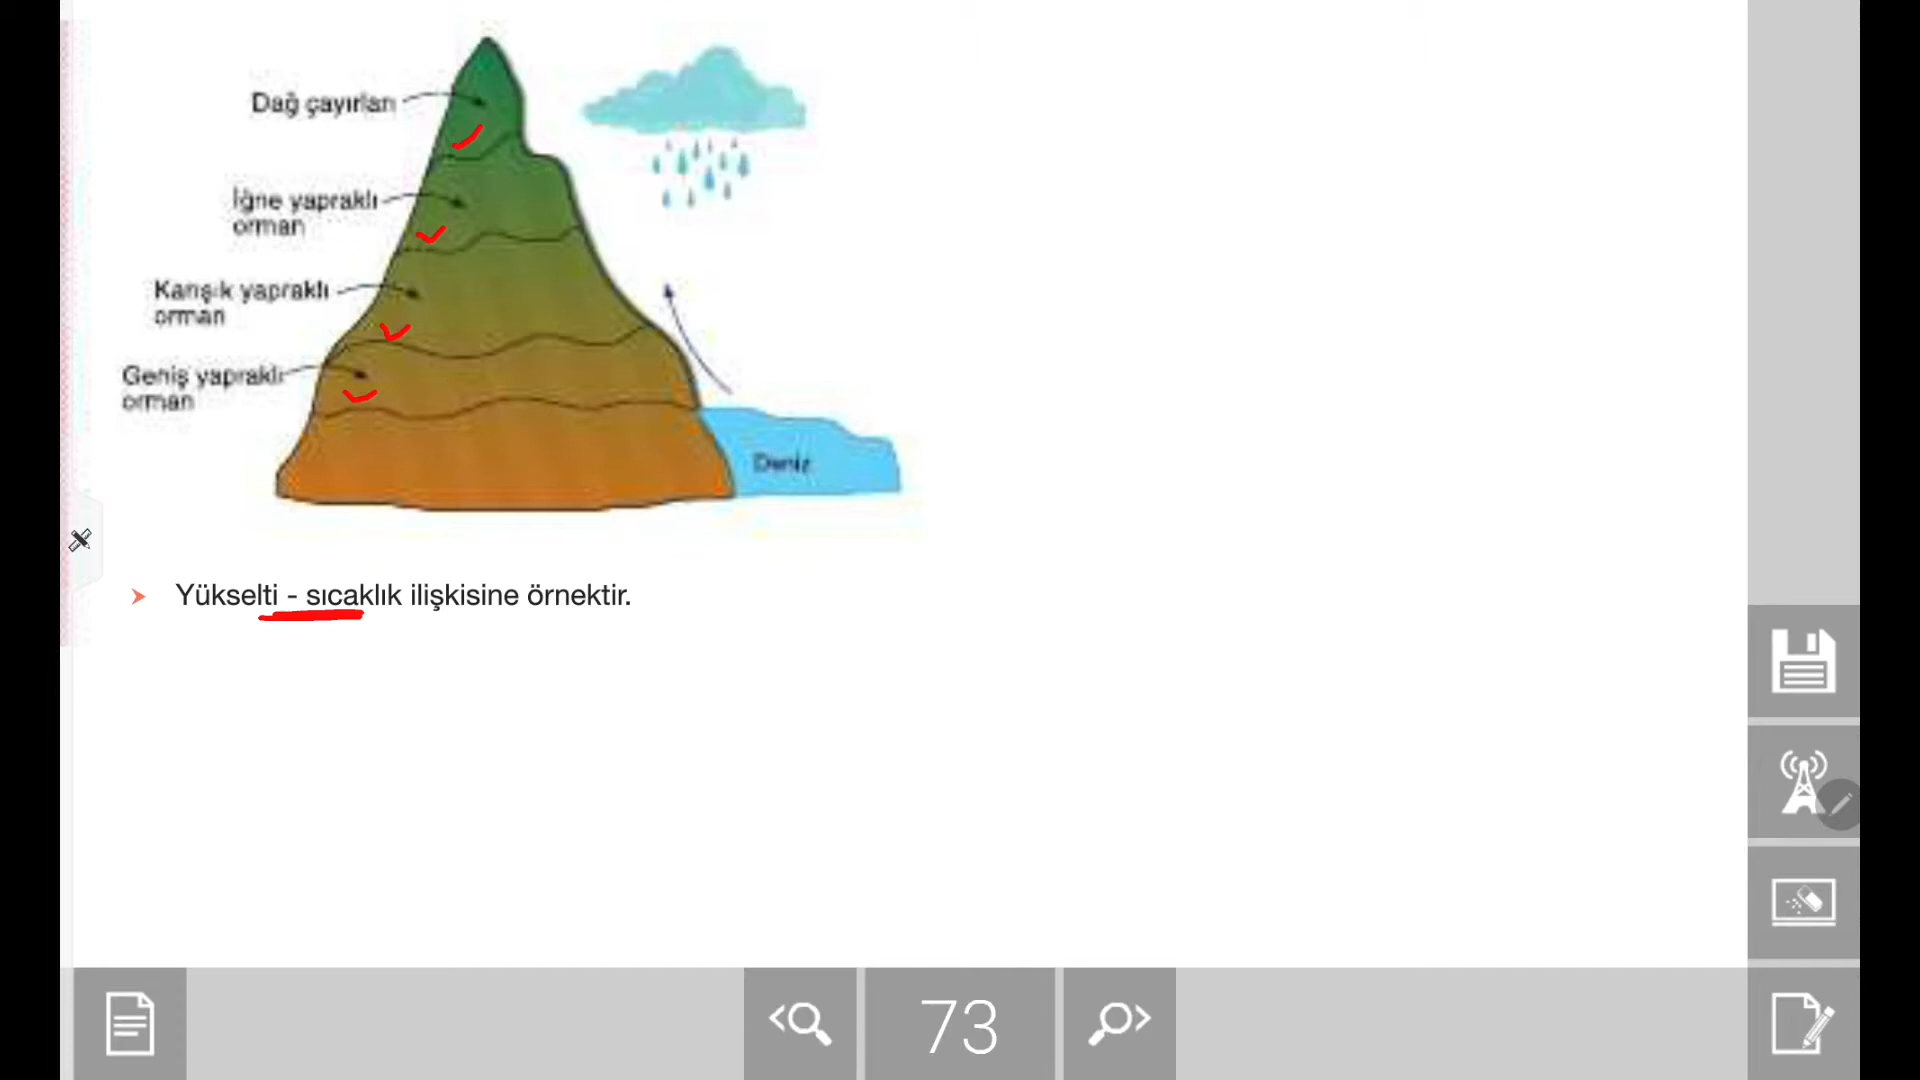 Dağ çayırları
İğne yapraklı
orman
Karışık yapraklı
orman
Geniş yapraklı
orman
Deniz
Yükselti - sıcaklık ilişkisine örnektir.
73